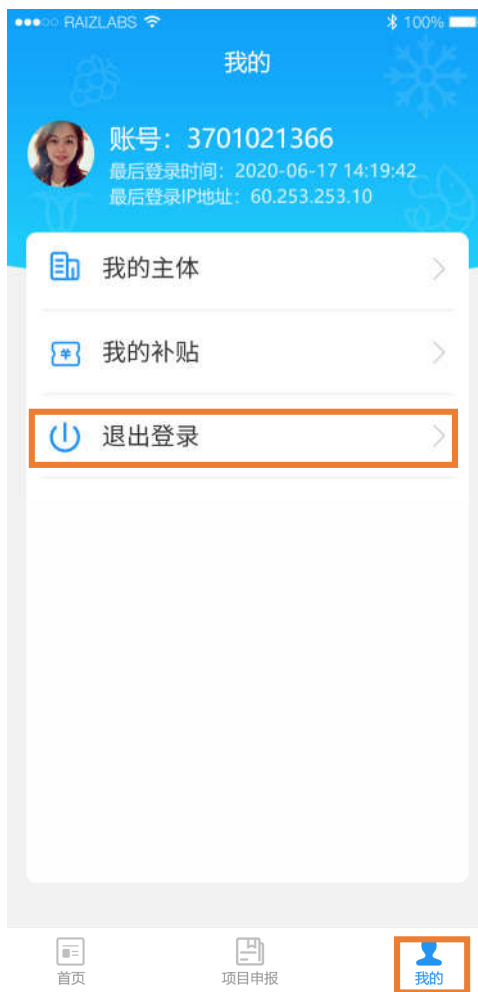 RAIZLABS 100%
我的
账号：3701021366
最后登录时间：2020-06-17 14:19:42
最后登录IP地址：60.253.253.10
我的主体
我的补贴
退出登录
首页 项目申报 我的